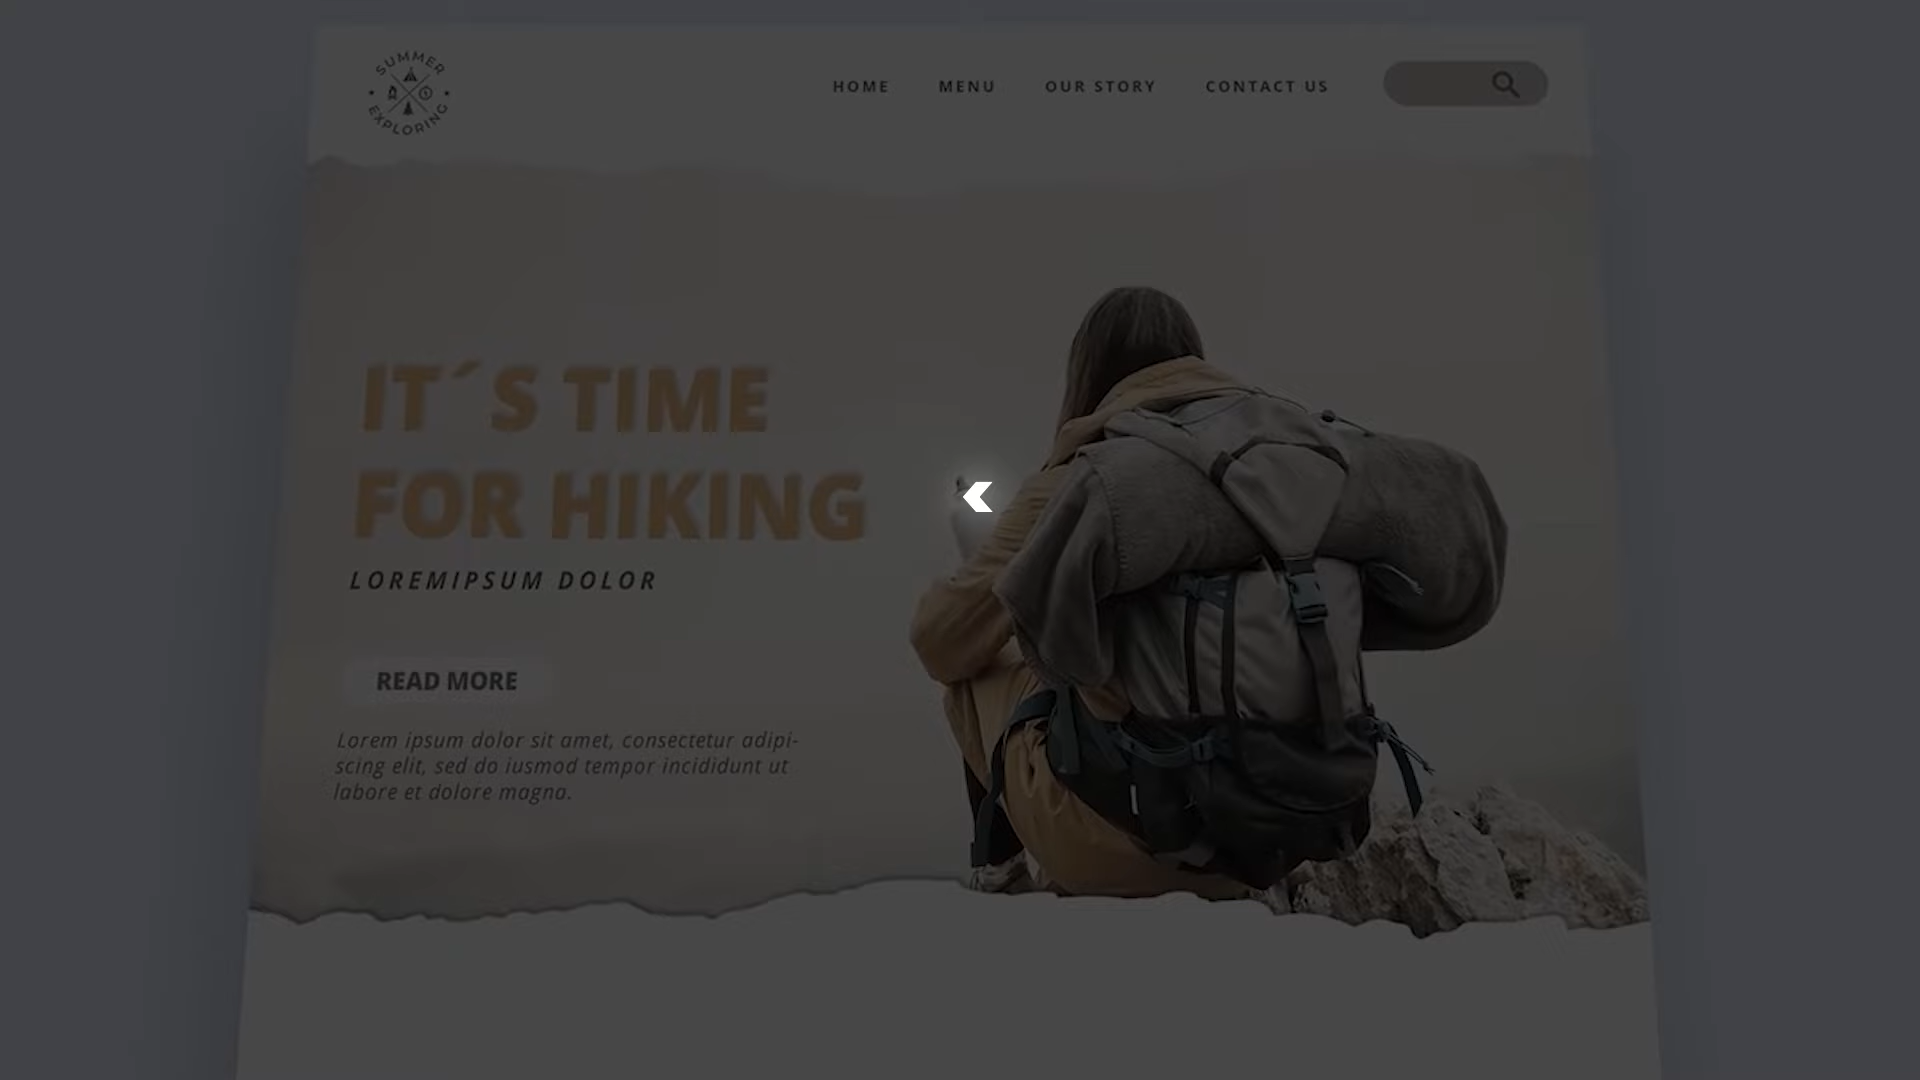 SUMMER
EXPLORING
HOME MENU OUR STORY CONTACT US
IT´S TIME
FOR HIKING
LOREMIPSUM DOLOR
READ MORE
Lorem ipsum dolor sit amet, consectetur adipi-
scing elit, sed do iusmod tempor incididunt ut
labore et dolore magna.